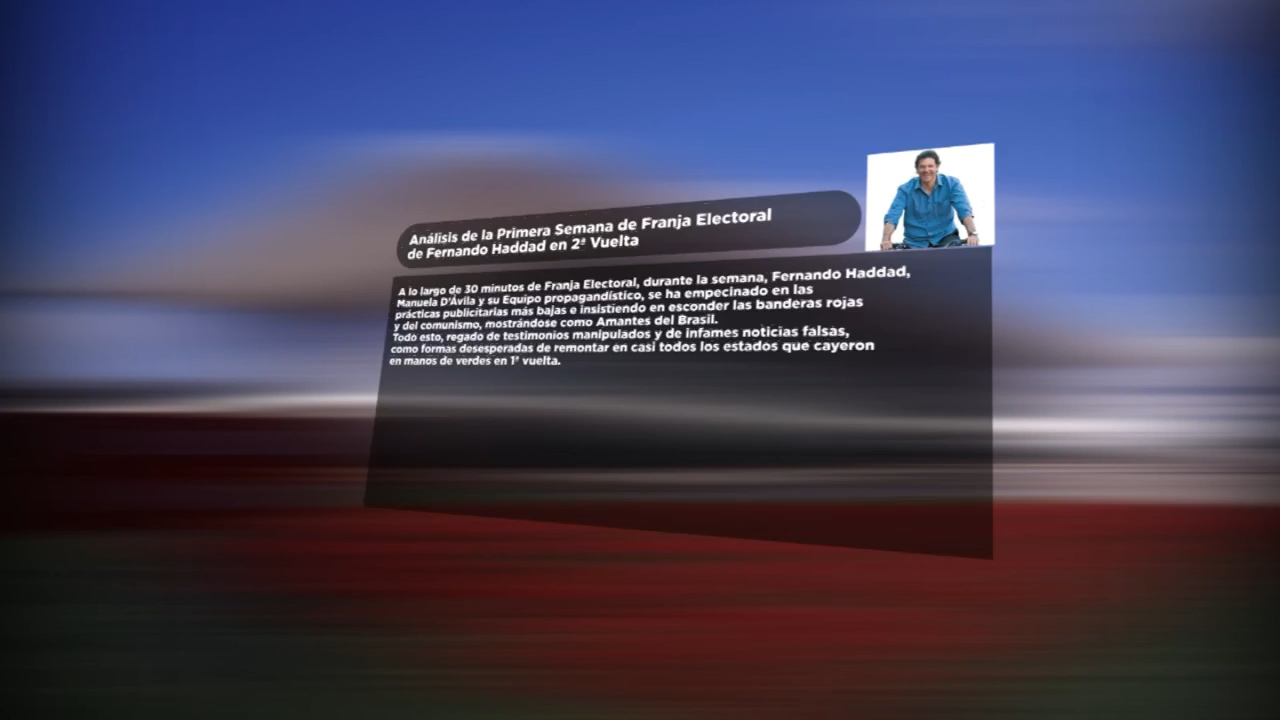 Análisis de la Primera Semana de Franja Electoral
de Fernando Haddad en 2ª Vuelta
A lo largo de 30 minutos de Franja Electoral, durante la semana, Fernando Haddad,
Manuela D'Ávila y su Equipo propagandístico, se ha empecinado en las
prácticas publicitarias más bajas e insistiendo en esconder las banderas rojas
y del comunismo, mostrándose como Amantes del Brasil.
Todo esto, regado de testimonios manipulados y de infames noticias falsas,
como formas desesperadas de remontar en casi todos los estados que cayeron
en manos de verdes en 1ª vuelta.